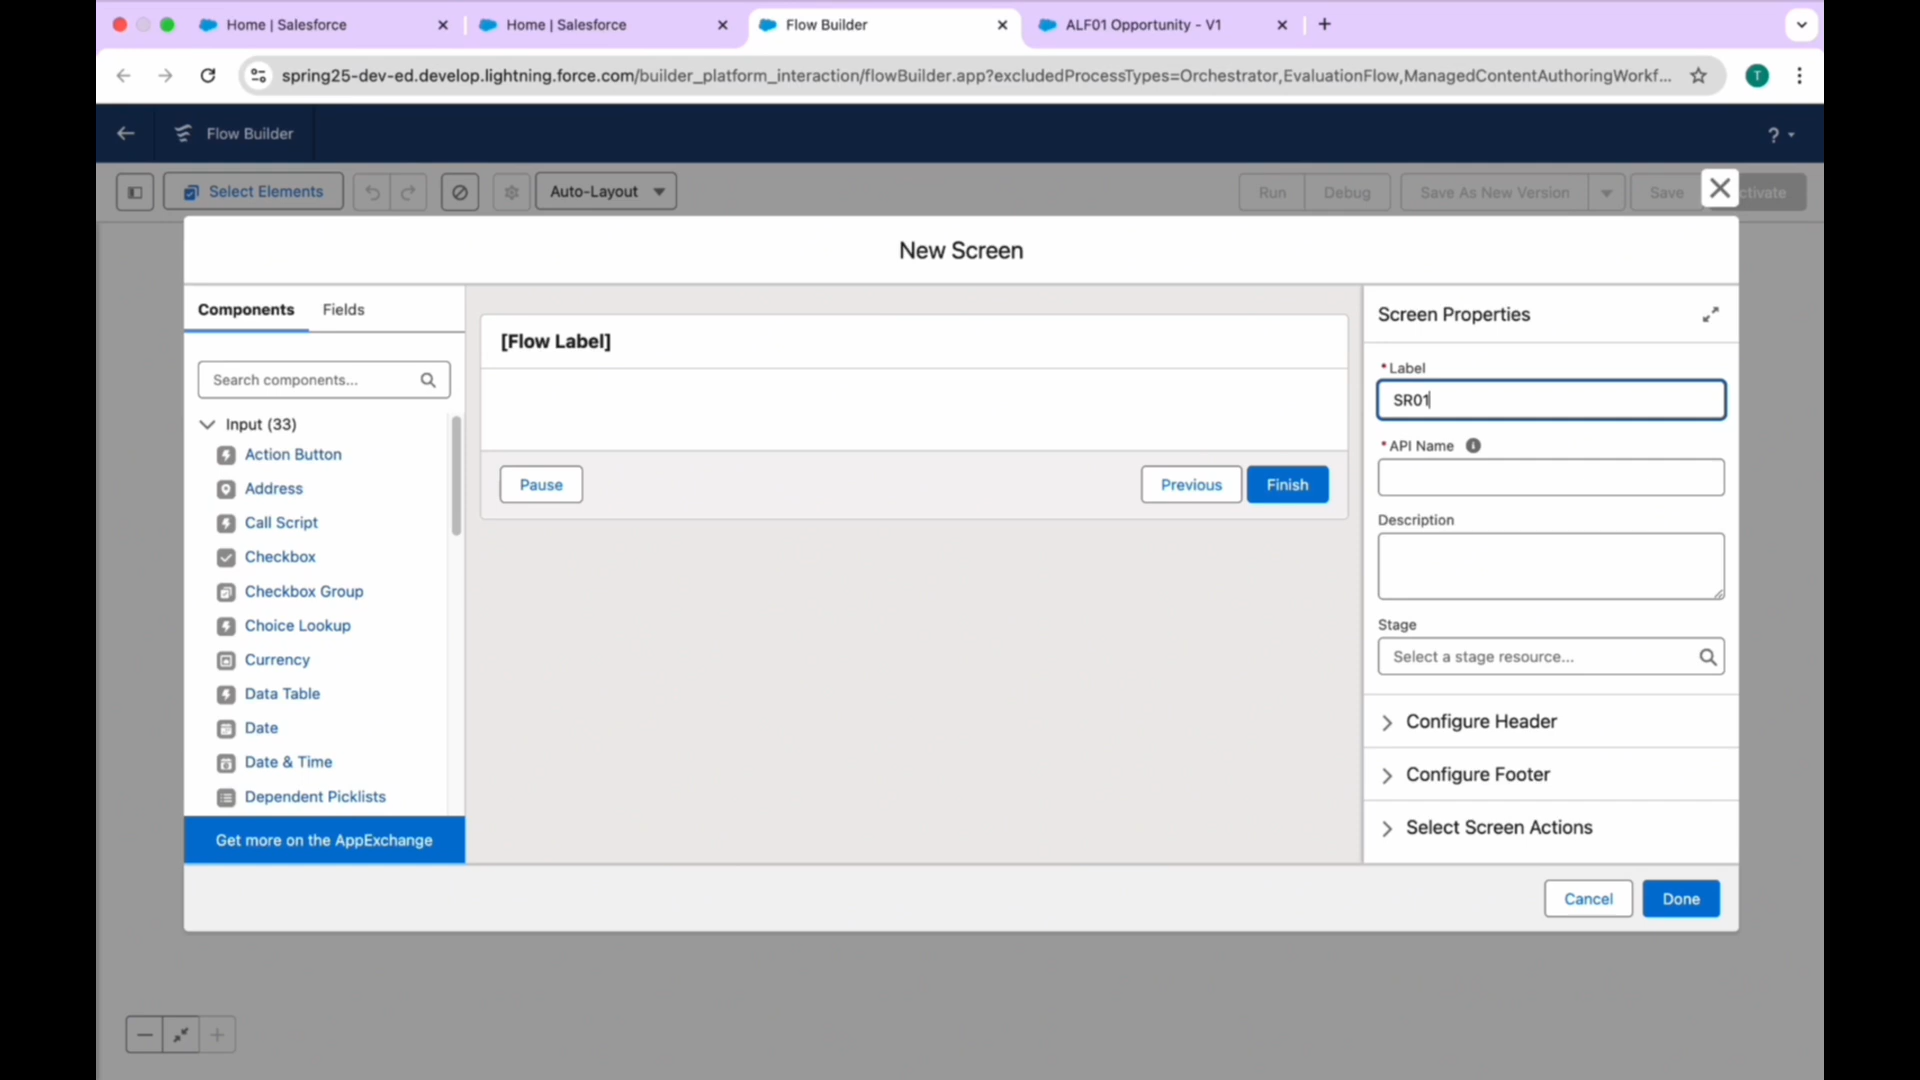 Home | Salesforce
Home | Salesforce
Flow Builder
ALF01 Opportunity - V1
spring25-dev-ed.develop.lightning.force.com/builder_platform_interaction/flowBuilder.app?excludedProcessTypes=Orchestrator,EvaluationFlow,ManagedContentAuthoringWorkf...
T
Flow Builder
?
Select Elements
Auto-Layout
Run
Debug
Save As New Version
Save
ctivate
New Screen
Components
Fields
Search components...
Input (33)
Action Button
Address
Call Script
Checkbox
Checkbox Group
Choice Lookup
Currency
Data Table
Date
Date & Time
Dependent Picklists
Get more on the AppExchange
[Flow Label]
Pause
Previous
Finish
Screen Properties
*Label
SR01
*API Name
Description
Stage
Select a stage resource...
Configure Header
Configure Footer
Select Screen Actions
Cancel
Done